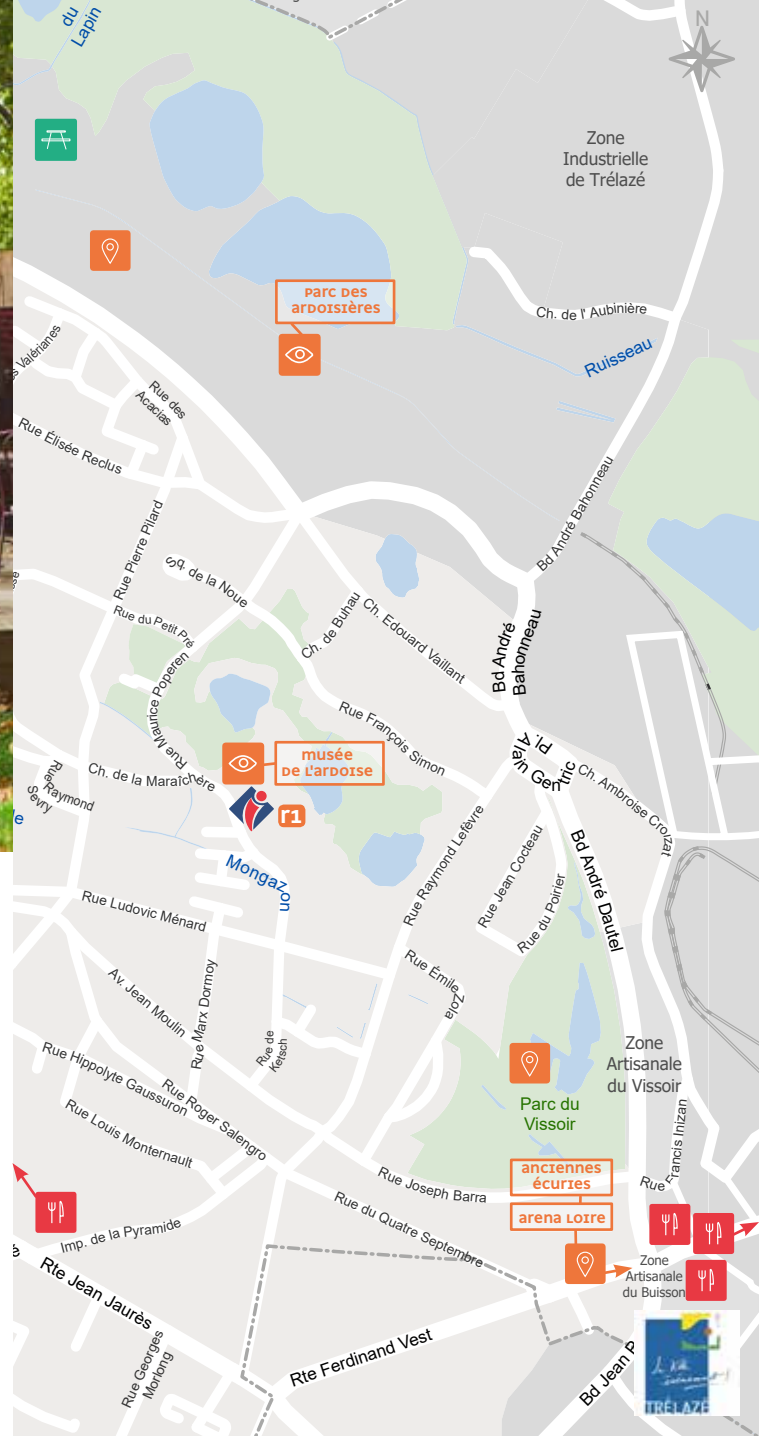 du
Lapin
N
Zone
Industrielle
de Trélazé
Parc des
ardoisières
Ch. de l' Aubinière
Ruisseau
Valérianes
Rue des
Acacias
Rue Élisée Reclus
Bd André Bahonneau
Rue Pierre Pilard
Sq. de la Noue
Ch. de Buhau
Ch. Edouard Vaillant
Bd André
Bahonneau
Rue du Petit Pré
Rue Maurice Poperen
Rue François Simon
Pl.
Alain Gentric
musée
de l'ardoise
Ch. de la Maraîchère
Rue
Raymond
Sevry
r1
Ch. Ambroise Croizat
Mongazon
Rue Raymond Lefèvre
Rue Jean Cocteau
Rue du Poirier
Bd André Dautel
Rue Ludovic Ménard
Rue Émile
Zola
Av. Jean Moulin
Rue Marx Dormoy
Rue de
Ketsch
Zone
Artisanale
du Vissoir
Rue Hippolyte Gaussuron
Rue Roger Salengro
Rue Louis Monternault
Parc du
Vissoir
Rue Francis Inizan
anciennes
écuries
Rue Joseph Barra
arena Loire
Rue du Quatre Septembre
Imp. de la Pyramide
Zone
Artisanale
du Buisson
Rte Jean Jaurès
Rte Ferdinand Vest
Rue Georges
Morlong
Bd Jean
TRÉLAZÉ